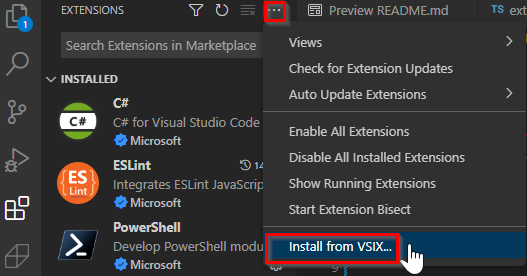 EXTENSIONS
...
Preview README.md
TS
ext
1
Search Extensions in Marketplace
INSTALLED
C#
C#
C# for Visual Studio Code
Microsoft
ES
Lint
ESLint
14
Integrates ESLint JavaScrip
Microsoft
PowerShell
Develop PowerShell modu
Microsoft
Views
Check for Extension Updates
Auto Update Extensions
Enable All Extensions
Disable All Installed Extensions
Show Running Extensions
Start Extension Bisect
Install from VSIX...
9